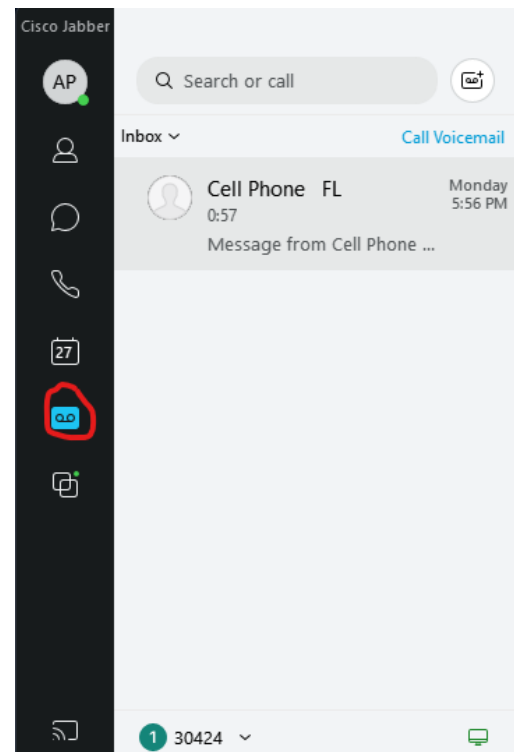 Cisco Jabber
AP
Search or call
Inbox
Call Voicemail
Cell Phone FL
Monday
0:57
5:56 PM
Message from Cell Phone ...
27
1 30424